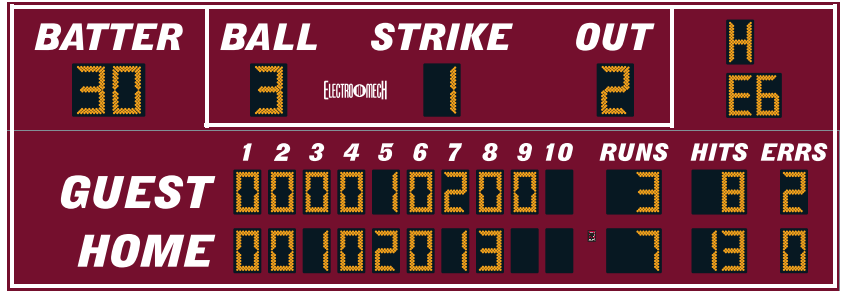 BATTER BALL STRIKE OUT H
30 3 ELECTRO-MECH 1 2 E6
1 2 3 4 5 6 7 8 9 10 RUNS HITS ERRS
GUEST 0 0 0 0 1 0 2 0 0 3 8 2
HOME 0 0 1 0 2 0 1 3 7 13 0